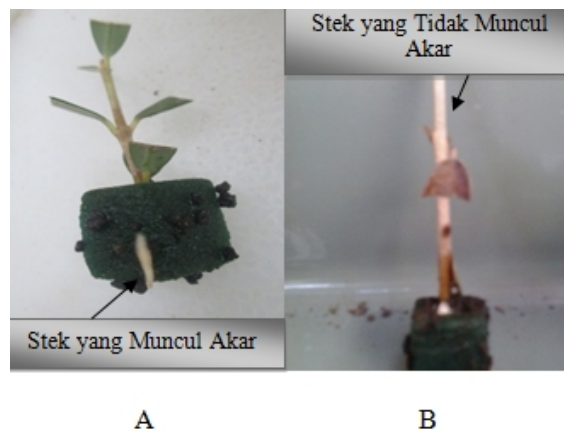 Stek yang Tidak Muncul
Akar
Stek yang Muncul Akar
A
B